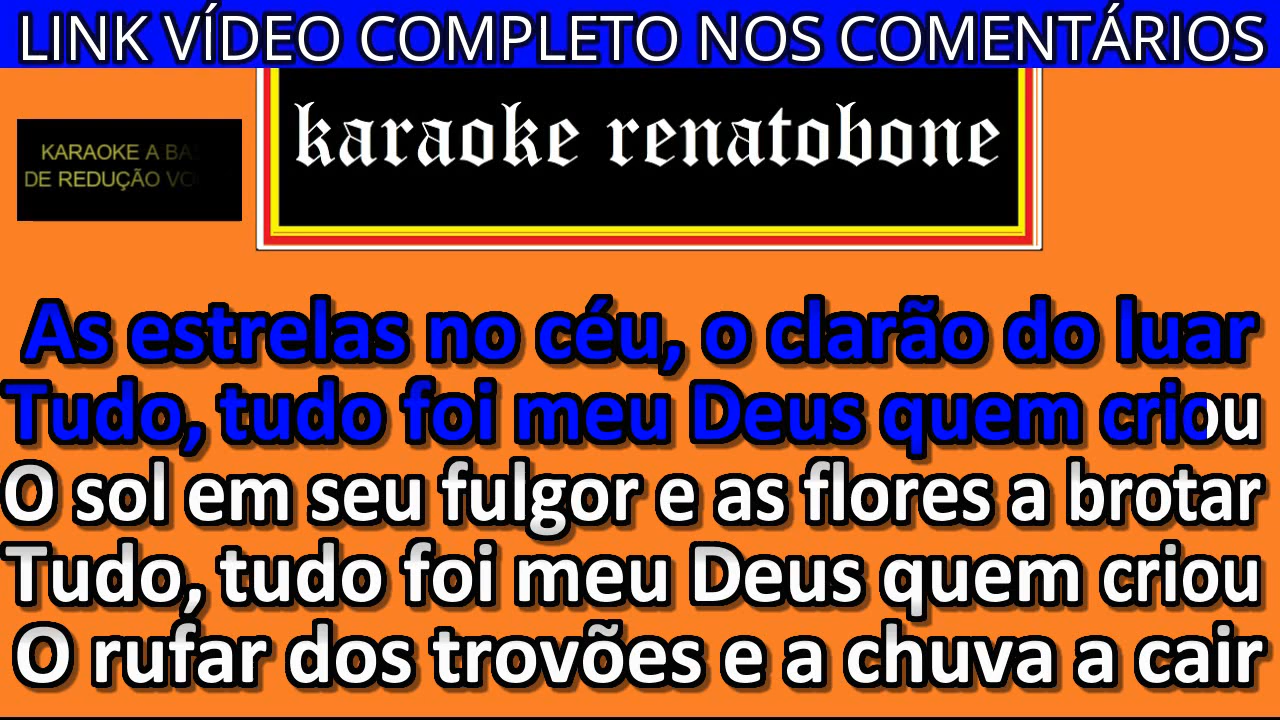 LINK VÍDEO COMPLETO NOS COMENTÁRIOS
karaoke renatobone
KARAOKE A
DE REDUÇÃO
As estrelas no céu, o clarão do luar
Tudo, tudo foi meu Deus quem criou
O sol em seu fulgor e as flores a brotar
Tudo, tudo foi meu Deus quem criou
O rufar dos trovões e a chuva a cair